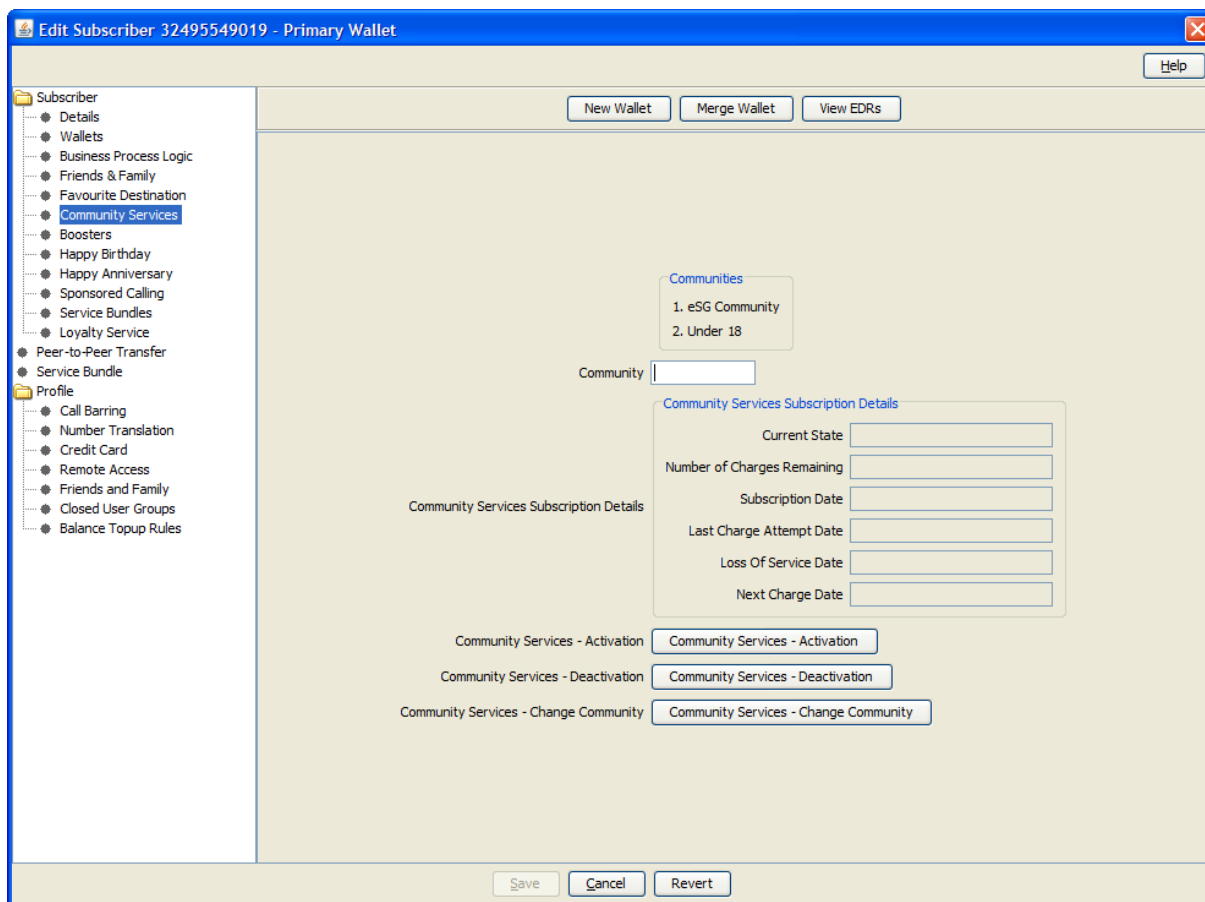 Edit Subscriber 32495549019 - Primary Wallet
Help
Subscriber
Details
Wallets
Business Process Logic
Friends & Family
Favourite Destination
Community Services
Boosters
Happy Birthday
Happy Anniversary
Sponsored Calling
Service Bundles
Loyalty Service
Peer-to-Peer Transfer
Service Bundle
Profile
Call Barring
Number Translation
Credit Card
Remote Access
Friends and Family
Closed User Groups
Balance Topup Rules
New Wallet Merge Wallet View EDRs
Communities
1. eSG Community
2. Under 18
Community
Community Services Subscription Details
Community Services Subscription Details
Current State
Number of Charges Remaining
Subscription Date
Last Charge Attempt Date
Loss Of Service Date
Next Charge Date
Community Services - Activation Community Services - Activation
Community Services - Deactivation Community Services - Deactivation
Community Services - Change Community Community Services - Change Community
Save Cancel Revert